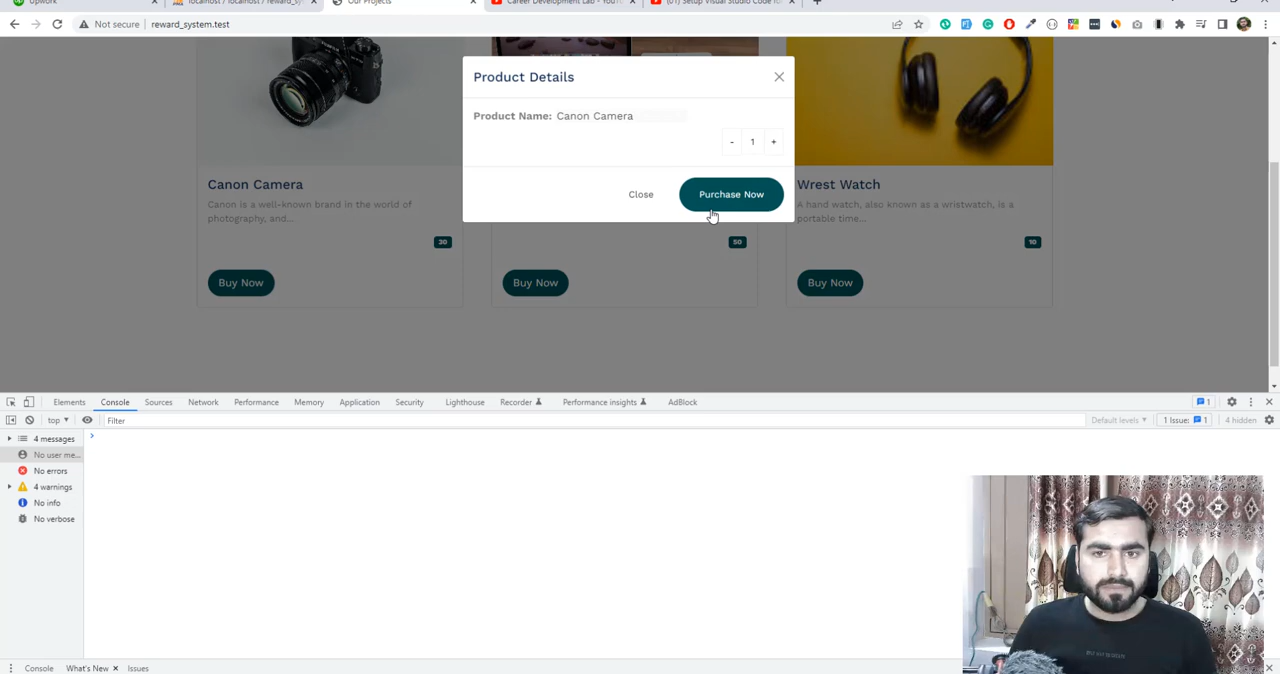 Upwork
localhost / localhost / reward_sys
Our Projects
Career Development Lab - YouTu
(01) Setup Visual Studio Code fo
Not secure
reward_system.test
Product Details
Product Name: Canon Camera
- 1 +
Close
Purchase Now
Canon Camera
Canon is a well-known brand in the world of
photography, and...
30
Buy Now
50
Buy Now
Wrest Watch
A hand watch, also known as a wristwatch, is a
portable time...
10
Buy Now
Elements
Console
Sources
Network
Performance
Memory
Application
Security
Lighthouse
Recorder
Performance insights
AdBlock
1
top
Filter
Default levels
1 Issue: 1
4 hidden
4 messages
No user me...
No errors
4 warnings
No info
No verbose
Console
What's New
Issues